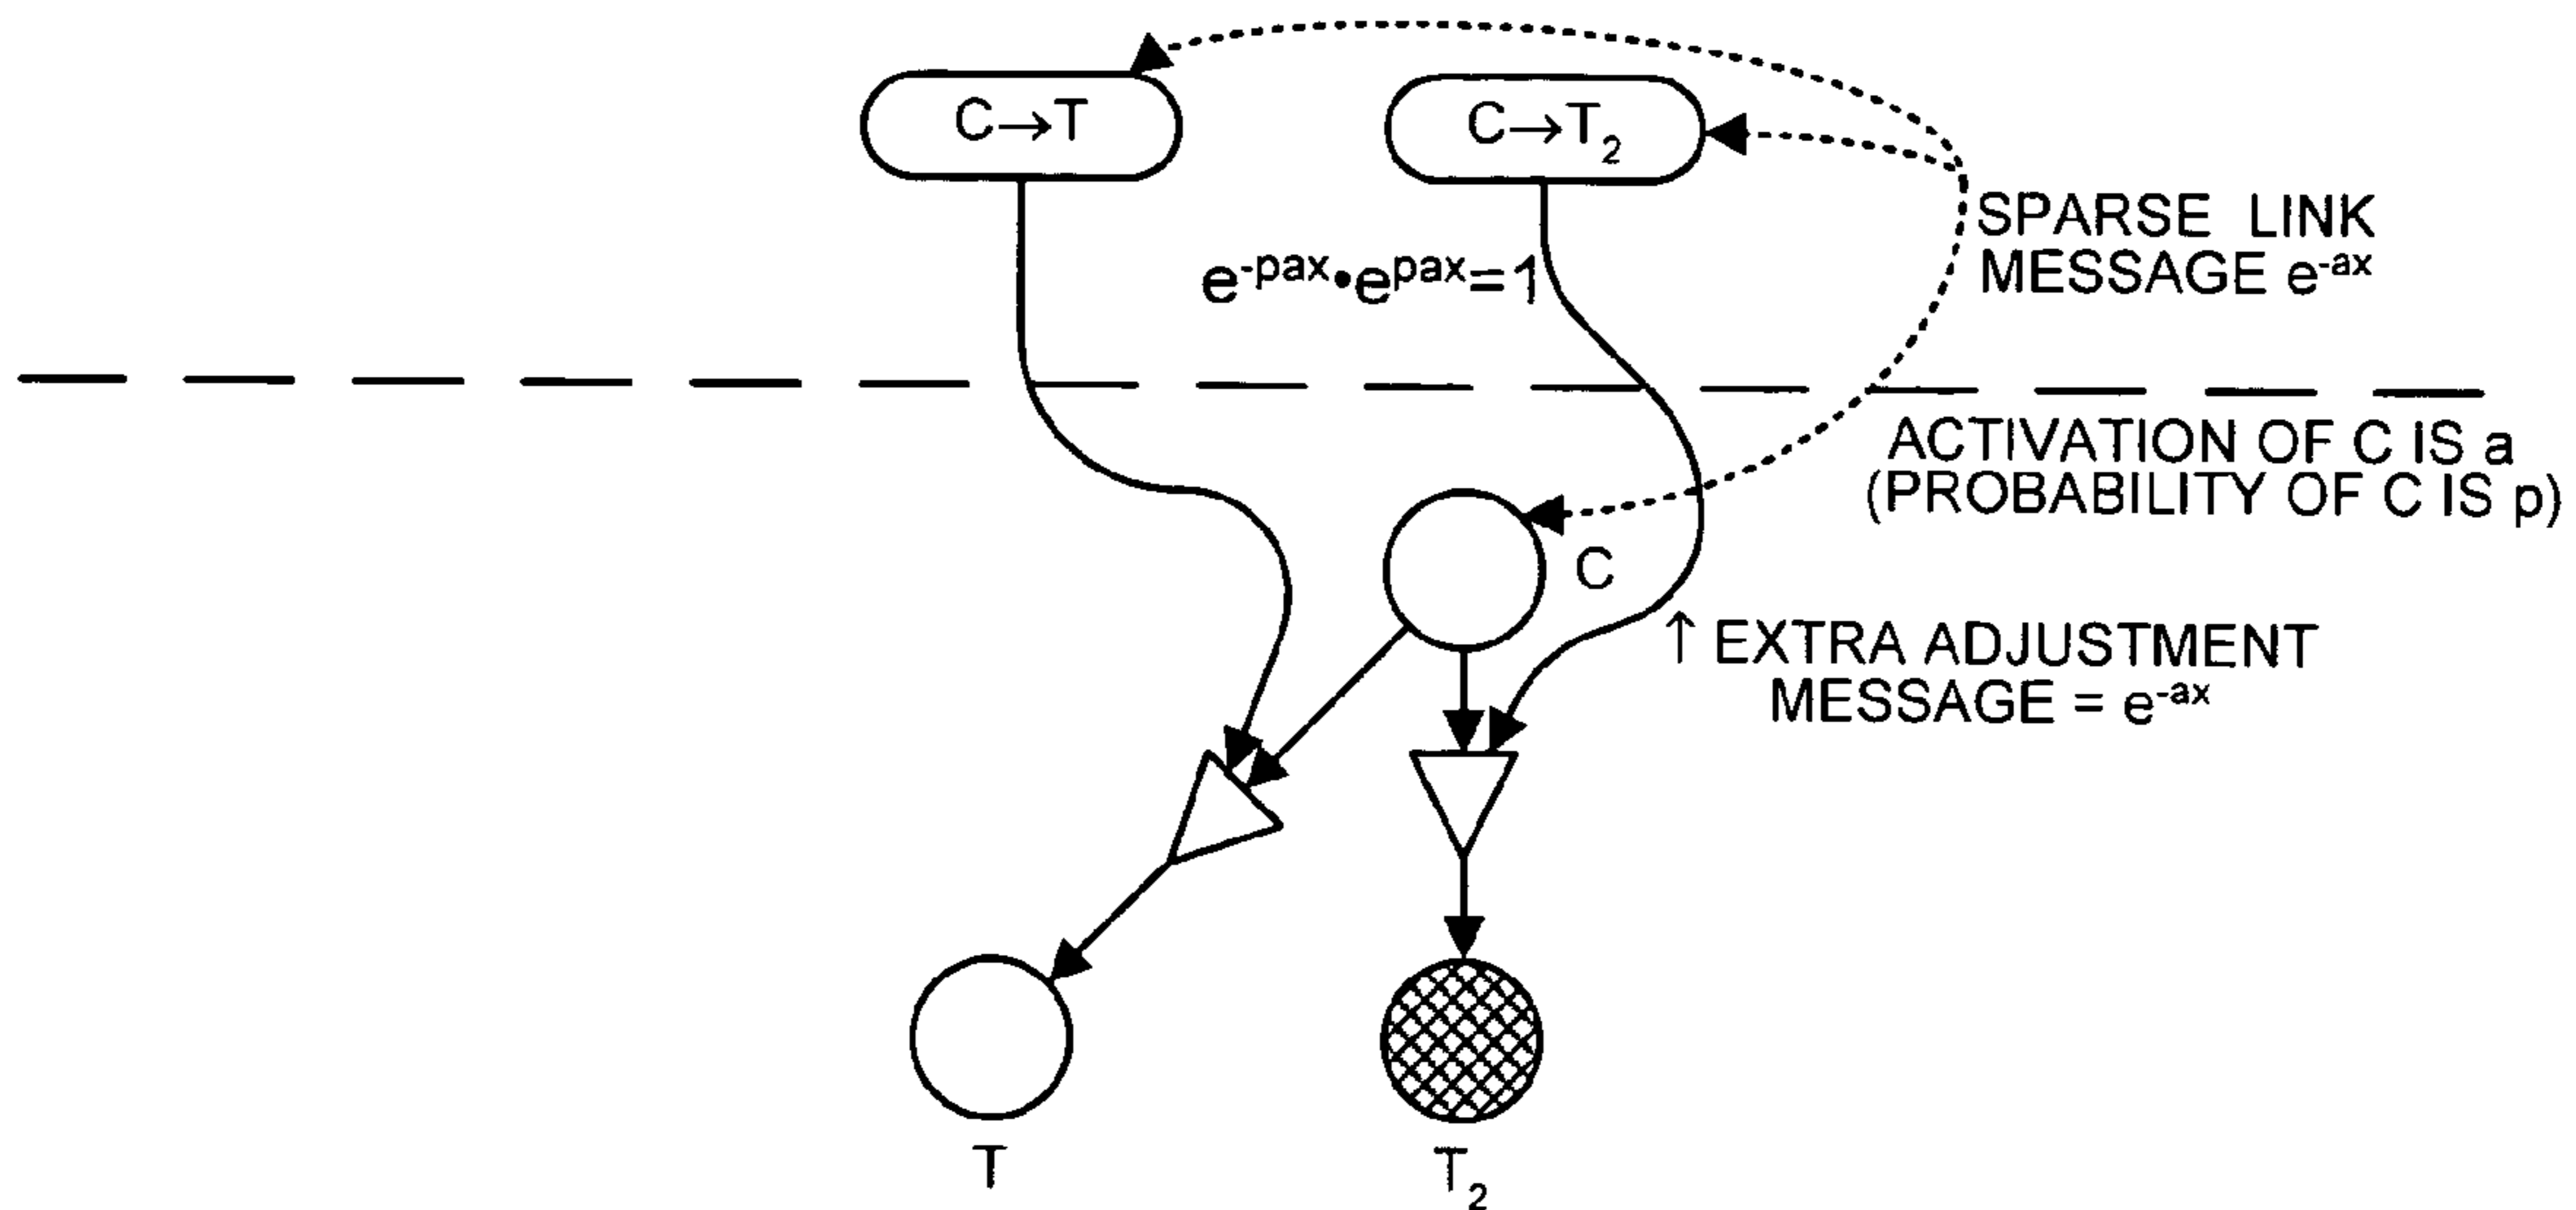 C→T
C→T₂
SPARSE LINK
MESSAGE e⁻ᵃˣ
e⁻ᵖᵃˣ•eᵖᵃˣ=1
ACTIVATION OF C IS a
(PROBABILITY OF C IS p)
C
↑ EXTRA ADJUSTMENT
MESSAGE = e⁻ᵃˣ
T
T₂